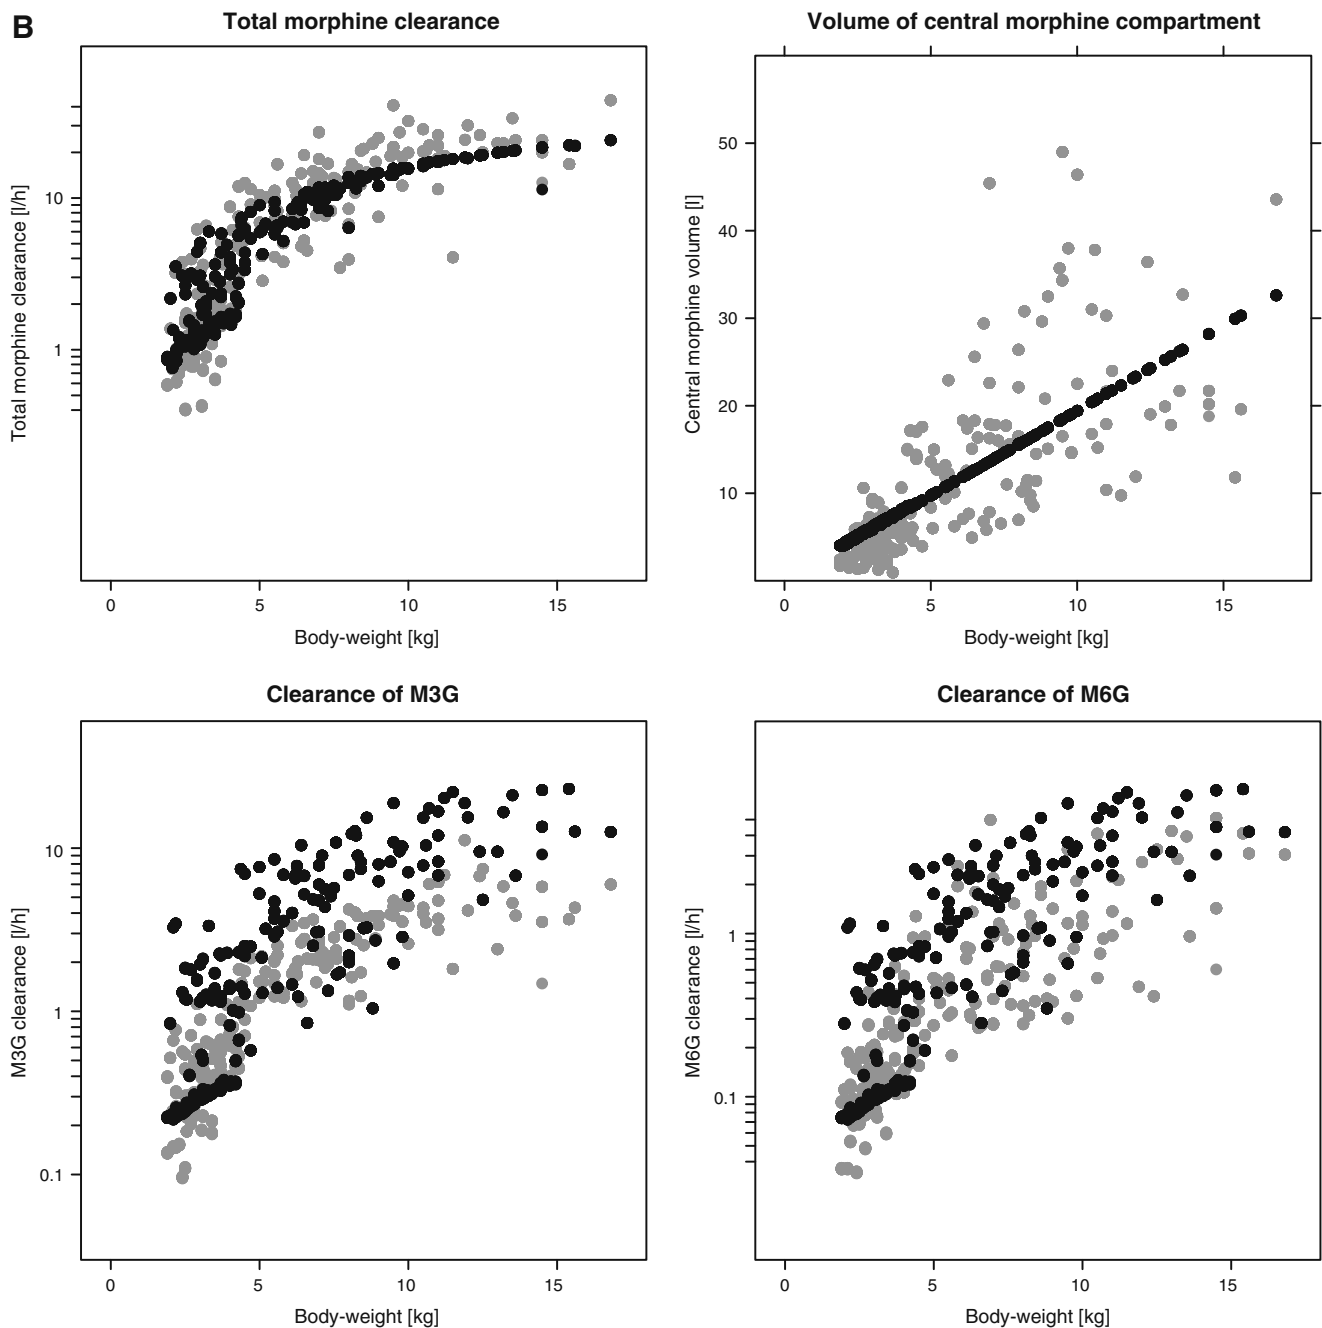 B
Total morphine clearance
Total morphine clearance [l/h]
10
1
0 5 10 15
Body-weight [kg]
Volume of central morphine compartment
Central morphine volume [l]
50
40
30
20
10
0 5 10 15
Body-weight [kg]
Clearance of M3G
M3G clearance [l/h]
10
1
0.1
0 5 10 15
Body-weight [kg]
Clearance of M6G
M6G clearance [l/h]
1
0.1
0 5 10 15
Body-weight [kg]